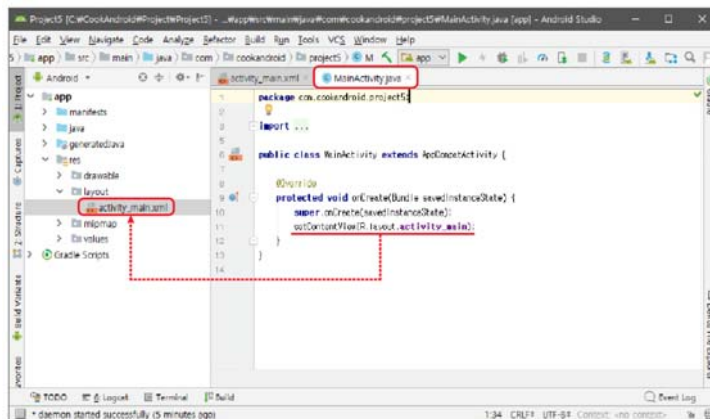 Project5 [C:₩CookAndroid₩Project₩Project5] - ...₩app₩src₩main₩java₩com₩cookandroid₩project5₩MainActivity.java [app] - Android Studio
File Edit View Navigate Code Analyze Refactor Build Run Tools VCS Window Help
5 app src main java com cookandroid project5 M app
1: Project
Android
activity_main.xml
MainActivity.java
app
manifests
java
generatedJava
res
drawable
layout
activity_main.xml
mipmap
values
Gradle Scripts
Captures
2: Structure
Build Variants
1 package com.cookandroid.project5;
2
3 import ...
5
6 public class MainActivity extends AppCompatActivity {
7
8 @Override
9 protected void onCreate(Bundle savedInstanceState) {
10 super.onCreate(savedInstanceState);
11 setContentView(R.layout.activity_main);
12 }
13 }
14
TODO 6: Logcat Terminal Build Event Log
daemon started successfully (5 minutes ago) 1:34 CRLF UTF-8 Context: <no context>